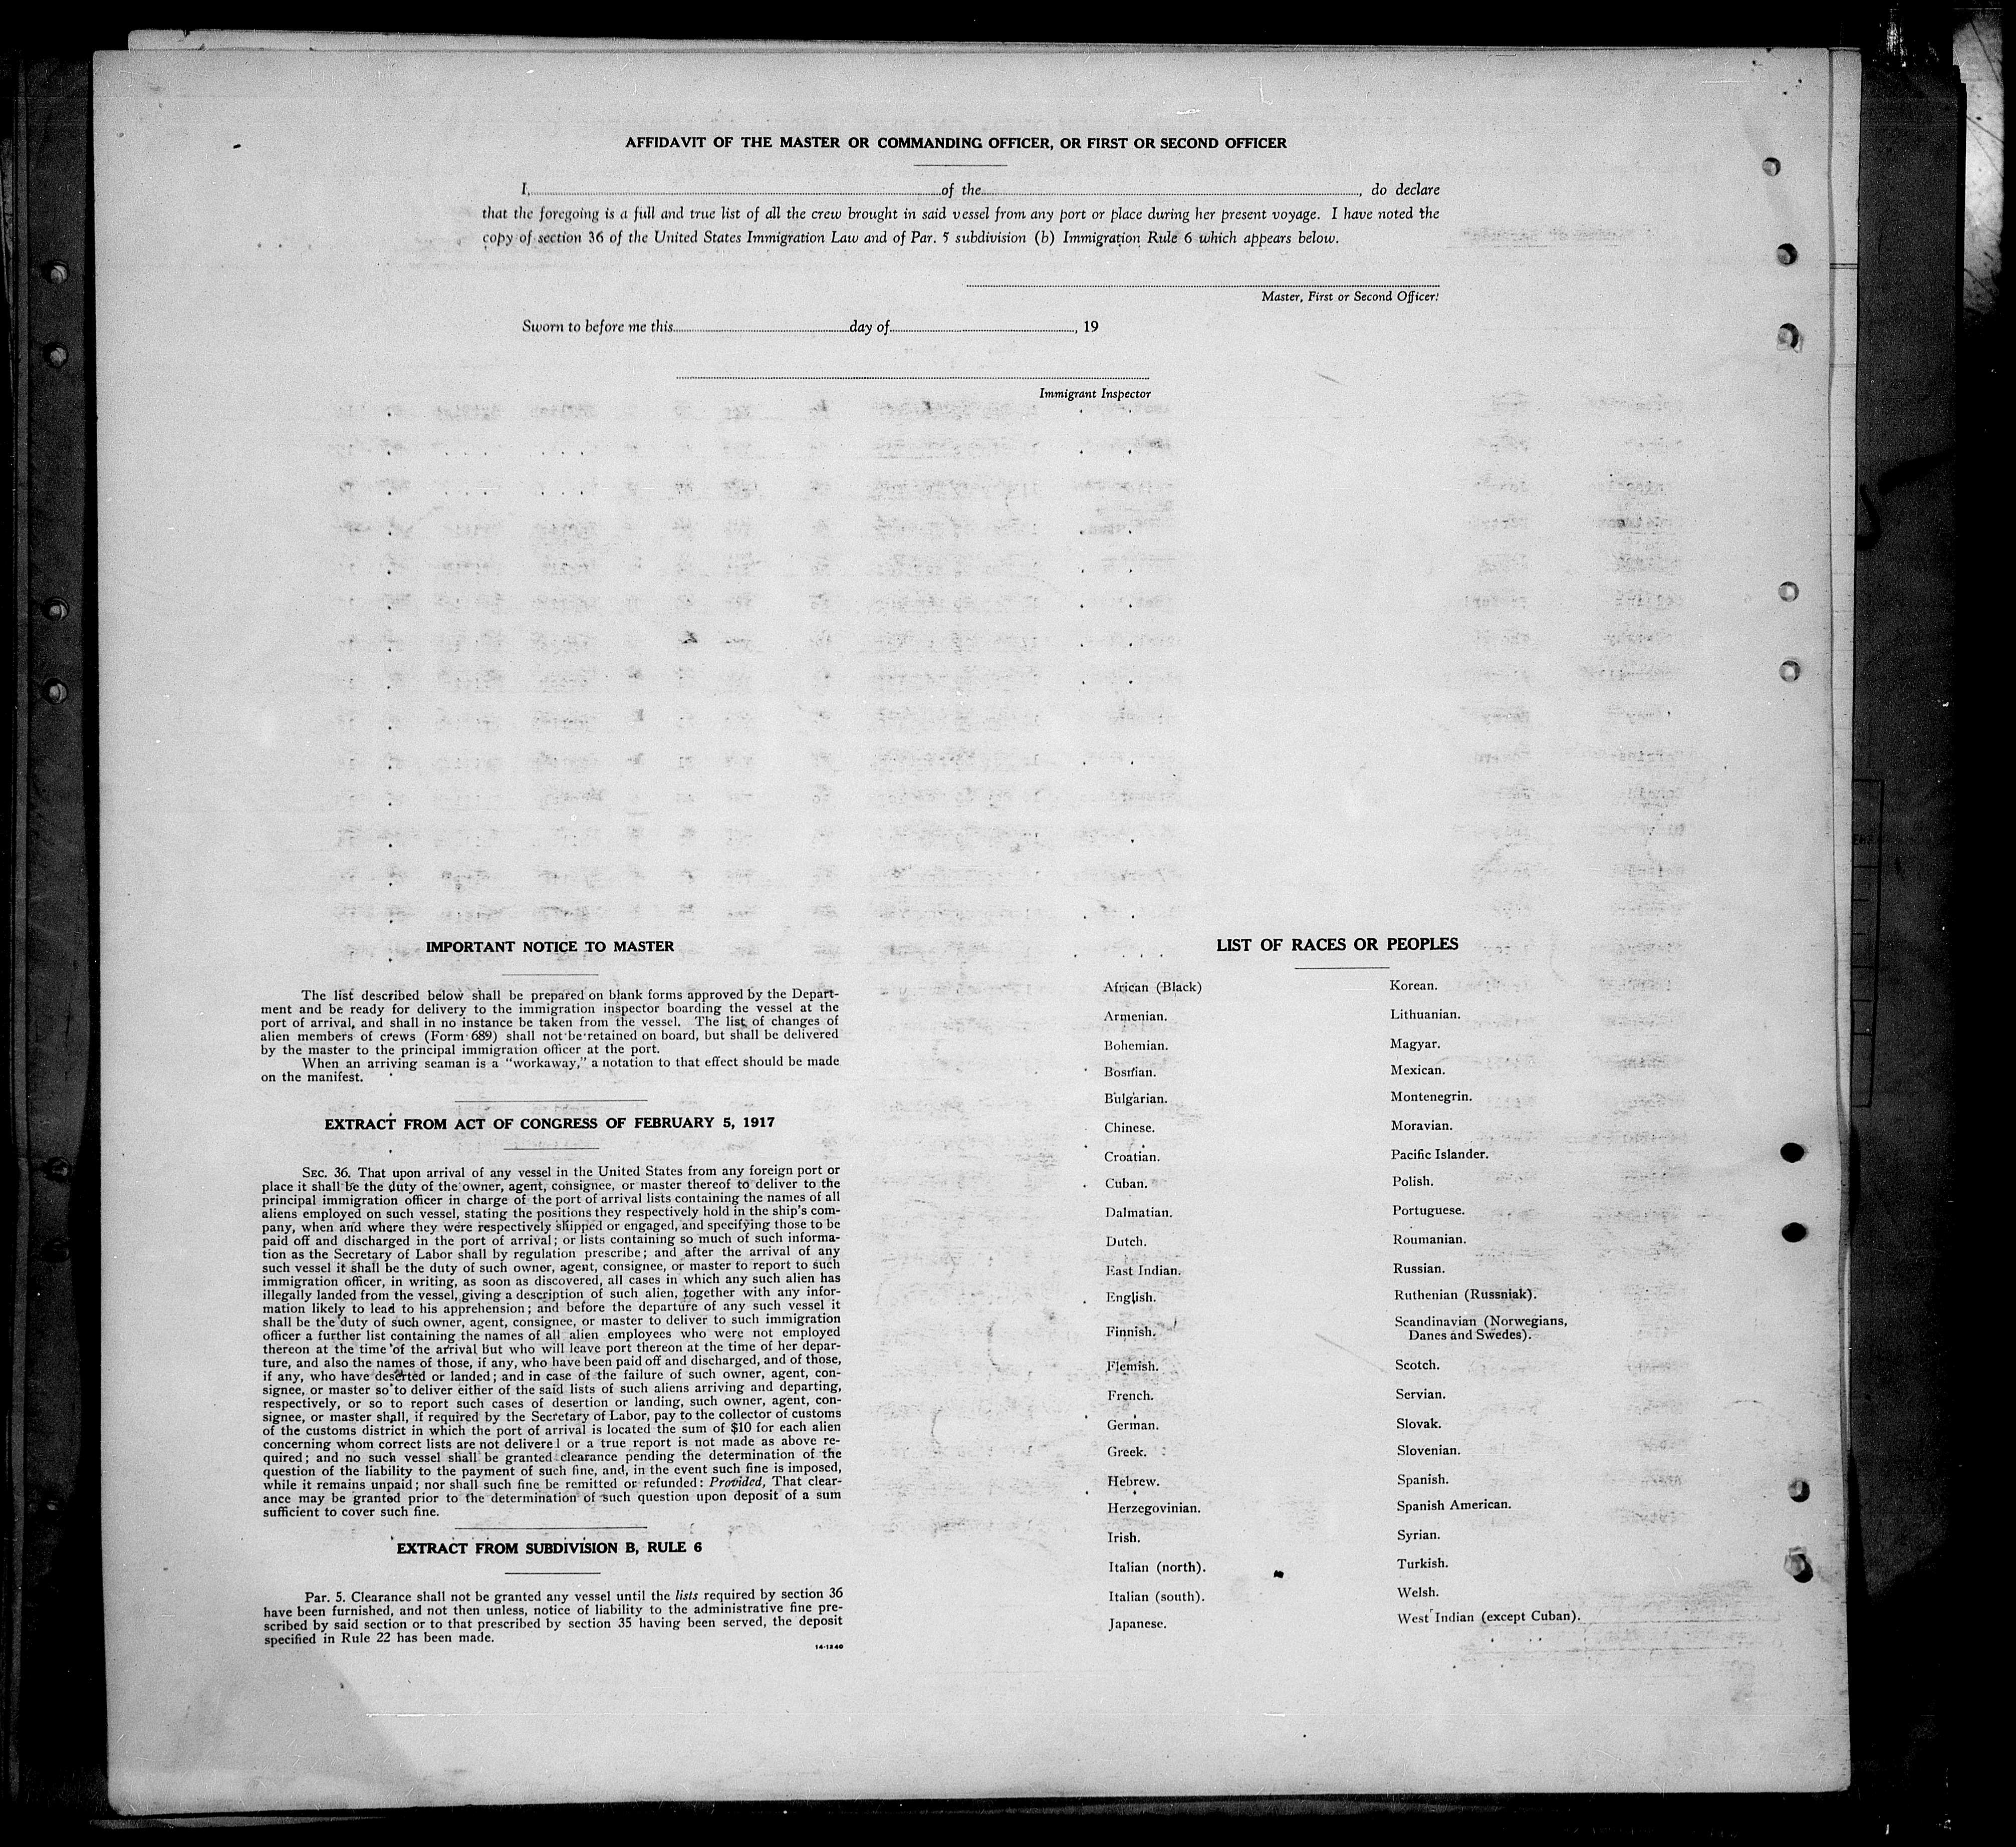 AFFIDAVIT OF THE MASTER OR COMMANDING OFFICER, OR FIRST OR SECOND OFFICER
I, of the , do declare
that the foregoing is a full and true list of all the crew brought in said vessel from any port or place during her present voyage. I have noted the
copy of section 36 of the United States Immigration Law and of Par. 5 subdivision (b) Immigration Rule 6 which appears below.
Master, First or Second Officer.
Sworn to before me this day of , 19
Immigrant Inspector
IMPORTANT NOTICE TO MASTER
The list described below shall be prepared on blank forms approved by the Depart-
ment and be ready for delivery to the immigration inspector boarding the vessel at the
port of arrival, and shall in no instance be taken from the vessel. The list of changes of
alien members of crews (Form 689) shall not be retained on board, but shall be delivered
by the master to the principal immigration officer at the port.
When an arriving seaman is a "workaway," a notation to that effect should be made
on the manifest.
EXTRACT FROM ACT OF CONGRESS OF FEBRUARY 5, 1917
SEC. 36. That upon arrival of any vessel in the United States from any foreign port or
place it shall be the duty of the owner, agent, consignee, or master thereof to deliver to the
principal immigration officer in charge of the port of arrival lists containing the names of all
aliens employed on such vessel, stating the positions they respectively hold in the ship's com-
pany, when and where they were respectively shipped or engaged, and specifying those to be
paid off and discharged in the port of arrival; or lists containing so much of such informa-
tion as the Secretary of Labor shall by regulation prescribe; and after the arrival of any
such vessel it shall be the duty of such owner, agent, consignee, or master to report to such
immigration officer, in writing, as soon as discovered, all cases in which any such alien has
illegally landed from the vessel, giving a description of such alien, together with any infor-
mation likely to lead to his apprehension; and before the departure of any such vessel it
shall be the duty of such owner, agent, consignee, or master to deliver to such immigration
officer a further list containing the names of all alien employees who were not employed
thereon at the time of the arrival but who will leave port thereon at the time of her depar-
ture, and also the names of those, if any, who have been paid off and discharged, and of those,
if any, who have deserted or landed; and in case of the failure of such owner, agent, con-
signee, or master so to deliver either of the said lists of such aliens arriving and departing,
respectively, or so to report such cases of desertion or landing, such owner, agent, con-
signee, or master shall, if required by the Secretary of Labor, pay to the collector of customs
of the customs district in which the port of arrival is located the sum of $10 for each alien
concerning whom correct lists are not delivered or a true report is not made as above re-
quired; and no such vessel shall be granted clearance pending the determination of the
question of the liability to the payment of such fine, and, in the event such fine is imposed,
while it remains unpaid; nor shall such fine be remitted or refunded: Provided, That clear-
ance may be granted prior to the determination of such question upon deposit of a sum
sufficient to cover such fine.
EXTRACT FROM SUBDIVISION B, RULE 6
Par. 5. Clearance shall not be granted any vessel until the lists required by section 36
have been furnished, and not then unless, notice of liability to the administrative fine pre-
scribed by said section or to that prescribed by section 35 having been served, the deposit
specified in Rule 22 has been made.
14-1240
LIST OF RACES OR PEOPLES
African (Black)
Armenian.
Bohemian.
Bosnian.
Bulgarian.
Chinese.
Croatian.
Cuban.
Dalmatian.
Dutch.
East Indian.
English.
Finnish.
Flemish.
French.
German.
Greek.
Hebrew.
Herzegovinian.
Irish.
Italian (north).
Italian (south).
Japanese.
Korean.
Lithuanian.
Magyar.
Mexican.
Montenegrin.
Moravian.
Pacific Islander.
Polish.
Portuguese.
Roumanian.
Russian.
Ruthenian (Russniak).
Scandinavian (Norwegians,
Danes and Swedes).
Scotch.
Servian.
Slovak.
Slovenian.
Spanish.
Spanish American.
Syrian.
Turkish.
Welsh.
West Indian (except Cuban).